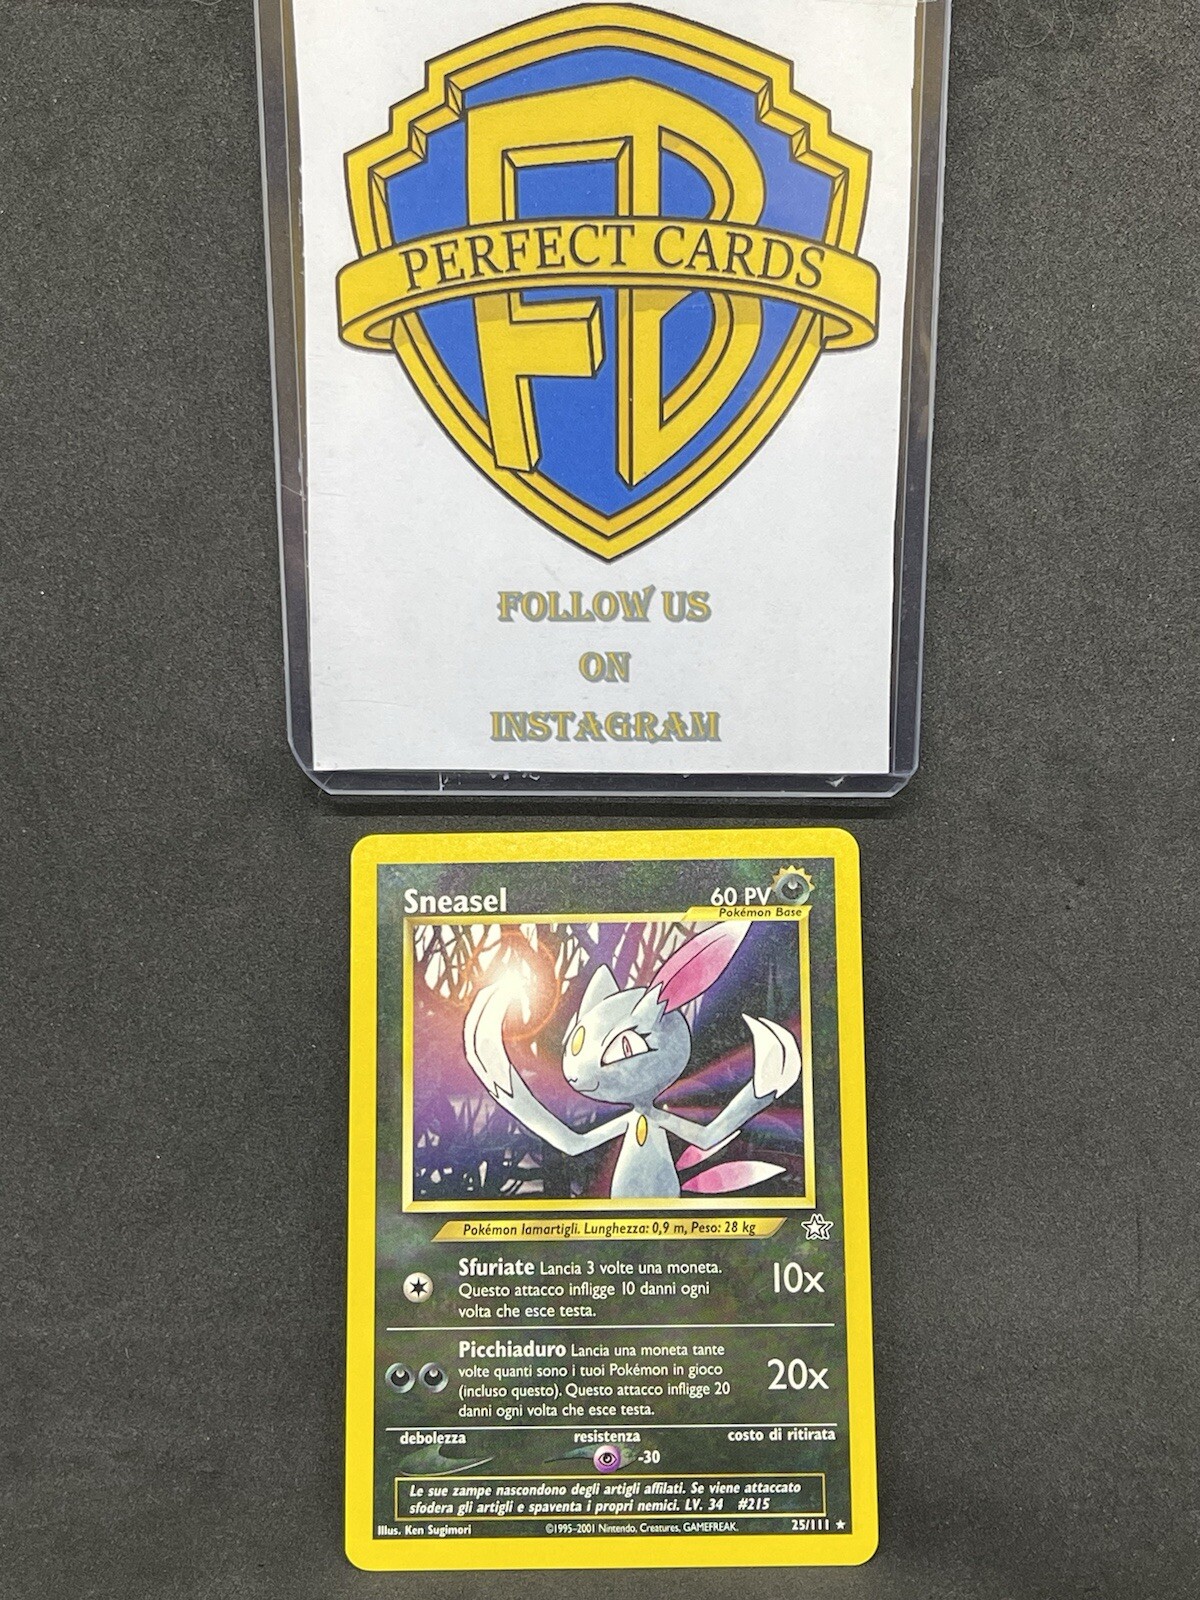 FB
PERFECT CARDS
FOLLOW US
ON
INSTAGRAM
Sneasel
60 PV
Pokémon Base
Pokémon lamartigli. Lunghezza: 0,9 m, Peso: 28 kg
Sfuriate Lancia 3 volte una moneta.
Questo attacco infligge 10 danni ogni
volta che esce testa.
10x
Picchiaduro Lancia una moneta tante
volte quanti sono i tuoi Pokémon in gioco
(incluso questo). Questo attacco infligge 20
danni ogni volta che esce testa.
20x
debolezza
resistenza
costo di ritirata
-30
Le sue zampe nascondono degli artigli affilati. Se viene attaccato
sfodera gli artigli e spaventa i propri nemici. LV. 34 #215
Illus. Ken Sugimori
©1995-2001 Nintendo, Creatures, GAMEFREAK.
25/111 ★